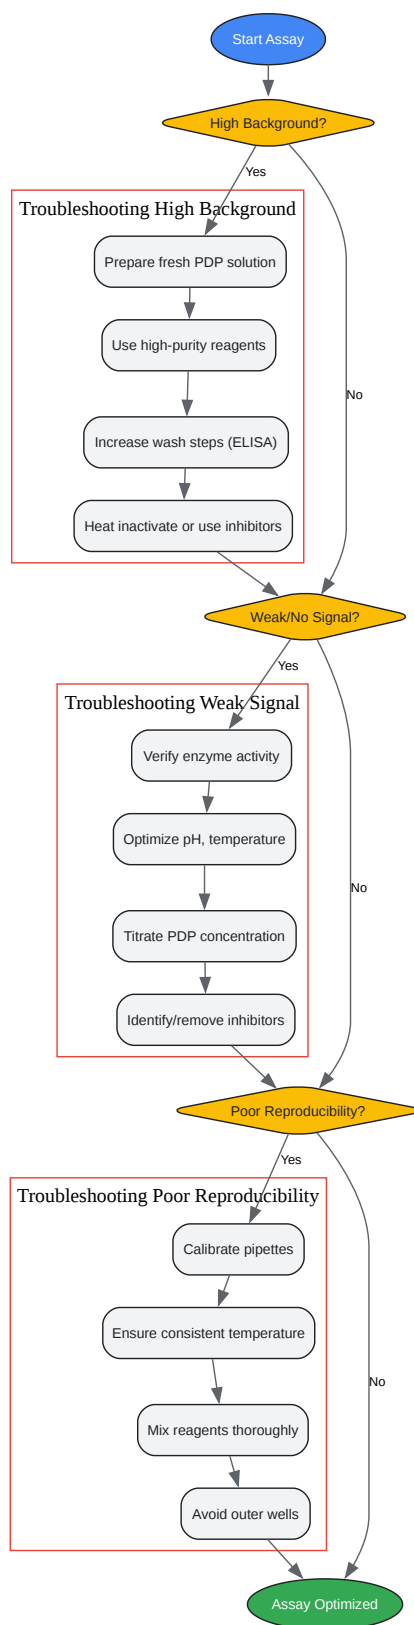 Start Assay
High Background?
Yes
Troubleshooting High Background
Prepare fresh PDP solution
Use high-purity reagents
No
Increase wash steps (ELISA)
Heat inactivate or use inhibitors
Weak/No Signal?
Yes
Troubleshooting Weak Signal
Verify enzyme activity
Optimize pH, temperature
No
Titrate PDP concentration
Identify/remove inhibitors
Poor Reproducibility?
Yes
Troubleshooting Poor Reproducibility
Calibrate pipettes
Ensure consistent temperature
No
Mix reagents thoroughly
Avoid outer wells
Assay Optimized